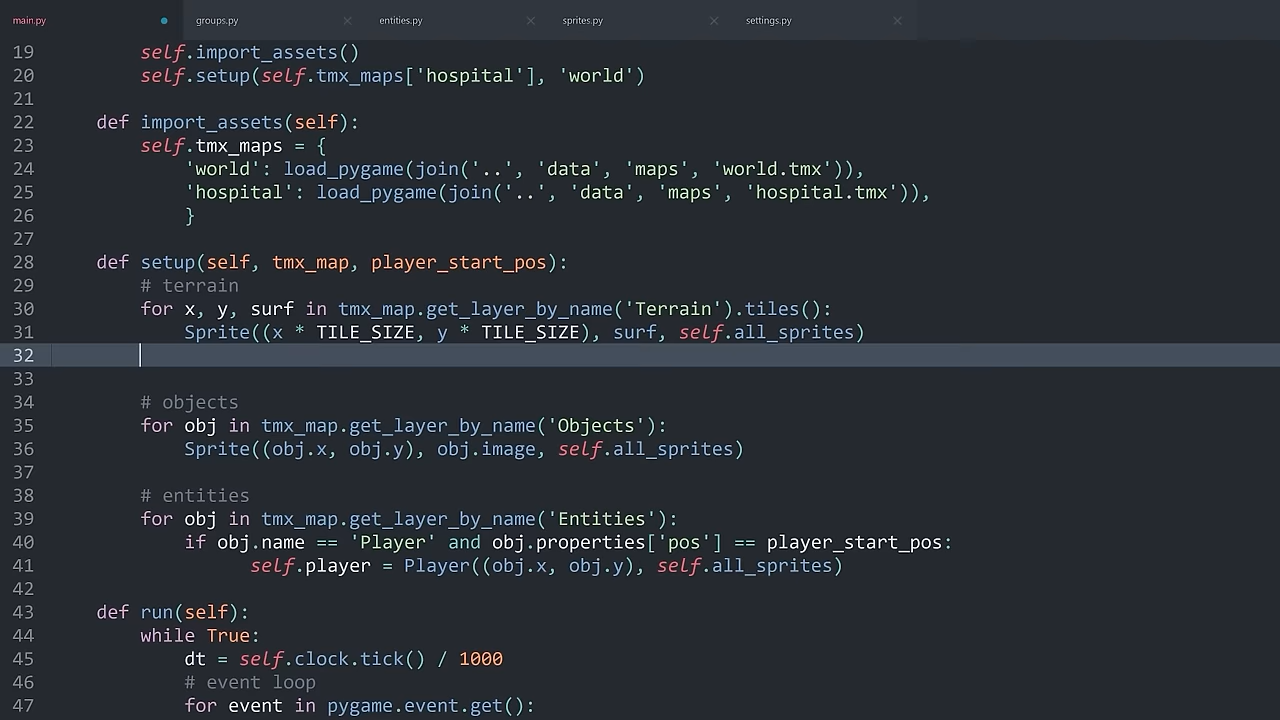 main.py groups.py entities.py sprites.py settings.py
19 self.import_assets()
20 self.setup(self.tmx_maps['hospital'], 'world')
21
22 def import_assets(self):
23 self.tmx_maps = {
24 'world': load_pygame(join('..', 'data', 'maps', 'world.tmx')),
25 'hospital': load_pygame(join('..', 'data', 'maps', 'hospital.tmx')),
26 }
27
28 def setup(self, tmx_map, player_start_pos):
29 # terrain
30 for x, y, surf in tmx_map.get_layer_by_name('Terrain').tiles():
31 Sprite((x * TILE_SIZE, y * TILE_SIZE), surf, self.all_sprites)
32
33
34 # objects
35 for obj in tmx_map.get_layer_by_name('Objects'):
36 Sprite((obj.x, obj.y), obj.image, self.all_sprites)
37
38 # entities
39 for obj in tmx_map.get_layer_by_name('Entities'):
40 if obj.name == 'Player' and obj.properties['pos'] == player_start_pos:
41 self.player = Player((obj.x, obj.y), self.all_sprites)
42
43 def run(self):
44 while True:
45 dt = self.clock.tick() / 1000
46 # event loop
47 for event in pygame.event.get():